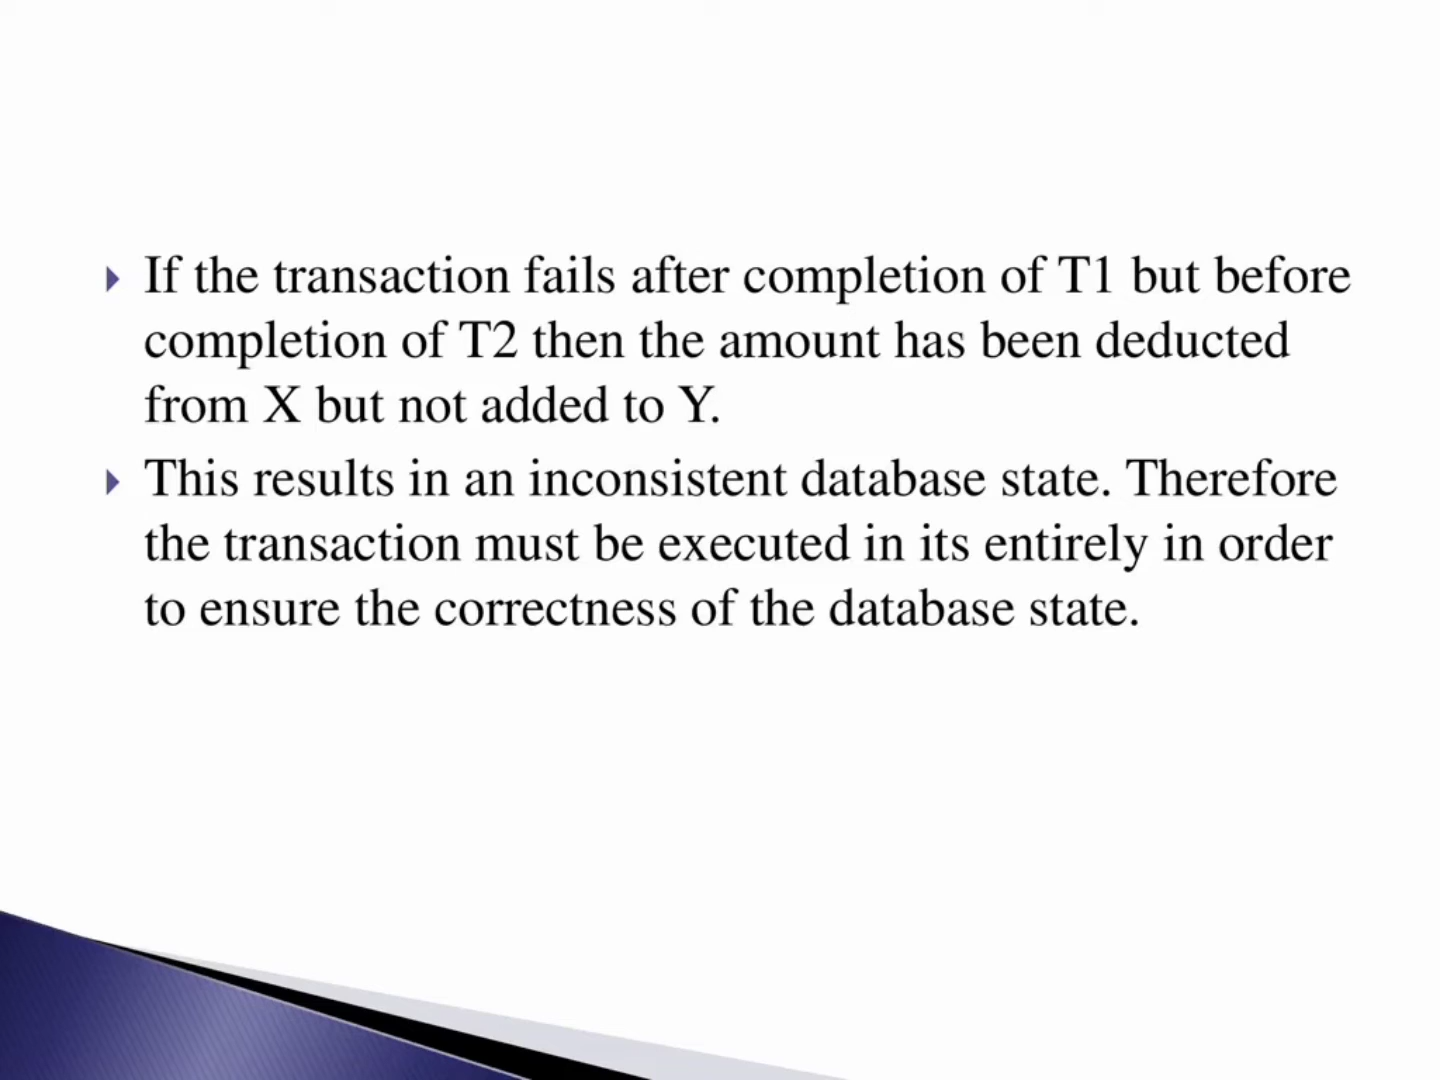 If the transaction fails after completion of T1 but before
completion of T2 then the amount has been deducted
from X but not added to Y.
This results in an inconsistent database state. Therefore
the transaction must be executed in its entirely in order
to ensure the correctness of the database state.